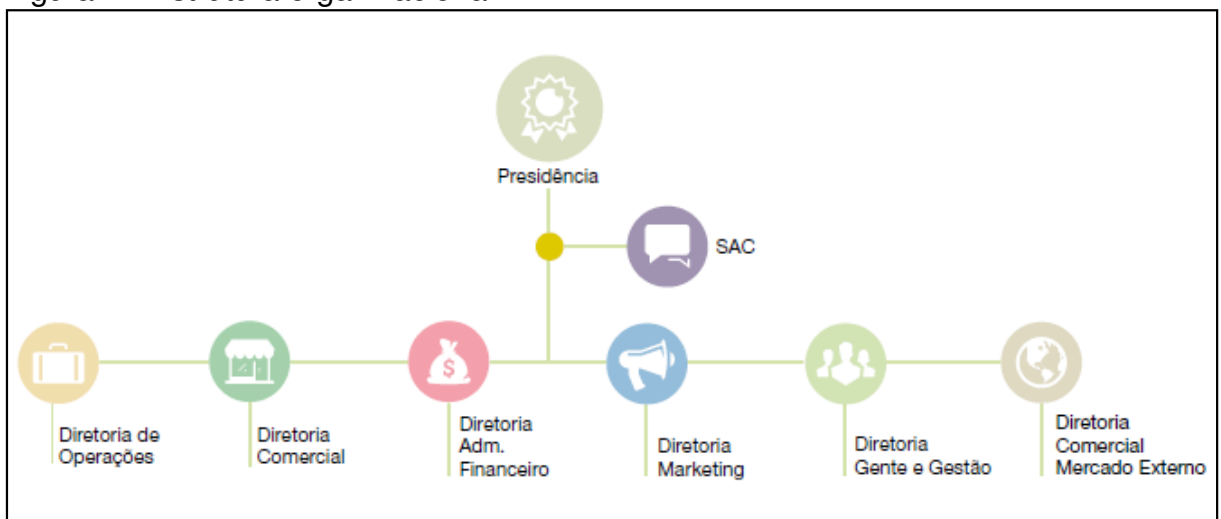 Presidência
SAC
Diretoria de
Operações
Diretoria
Comercial
Diretoria
Adm.
Financeiro
Diretoria
Marketing
Diretoria
Gente e Gestão
Diretoria
Comercial
Mercado Externo
$